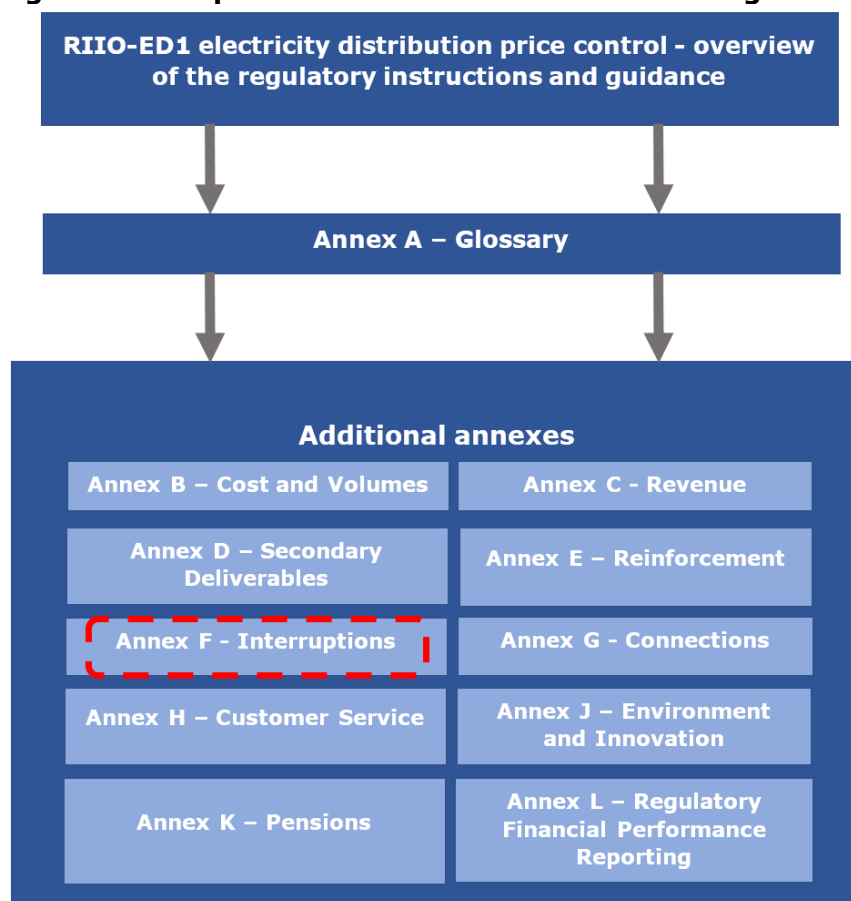 RIIO-ED1 electricity distribution price control - overview
of the regulatory instructions and guidance
Annex A – Glossary
Additional annexes
Annex B – Cost and Volumes
Annex C - Revenue
Annex D – Secondary
Deliverables
Annex E – Reinforcement
Annex F - Interruptions
Annex G - Connections
Annex H – Customer Service
Annex J – Environment
and Innovation
Annex K – Pensions
Annex L – Regulatory
Financial Performance
Reporting